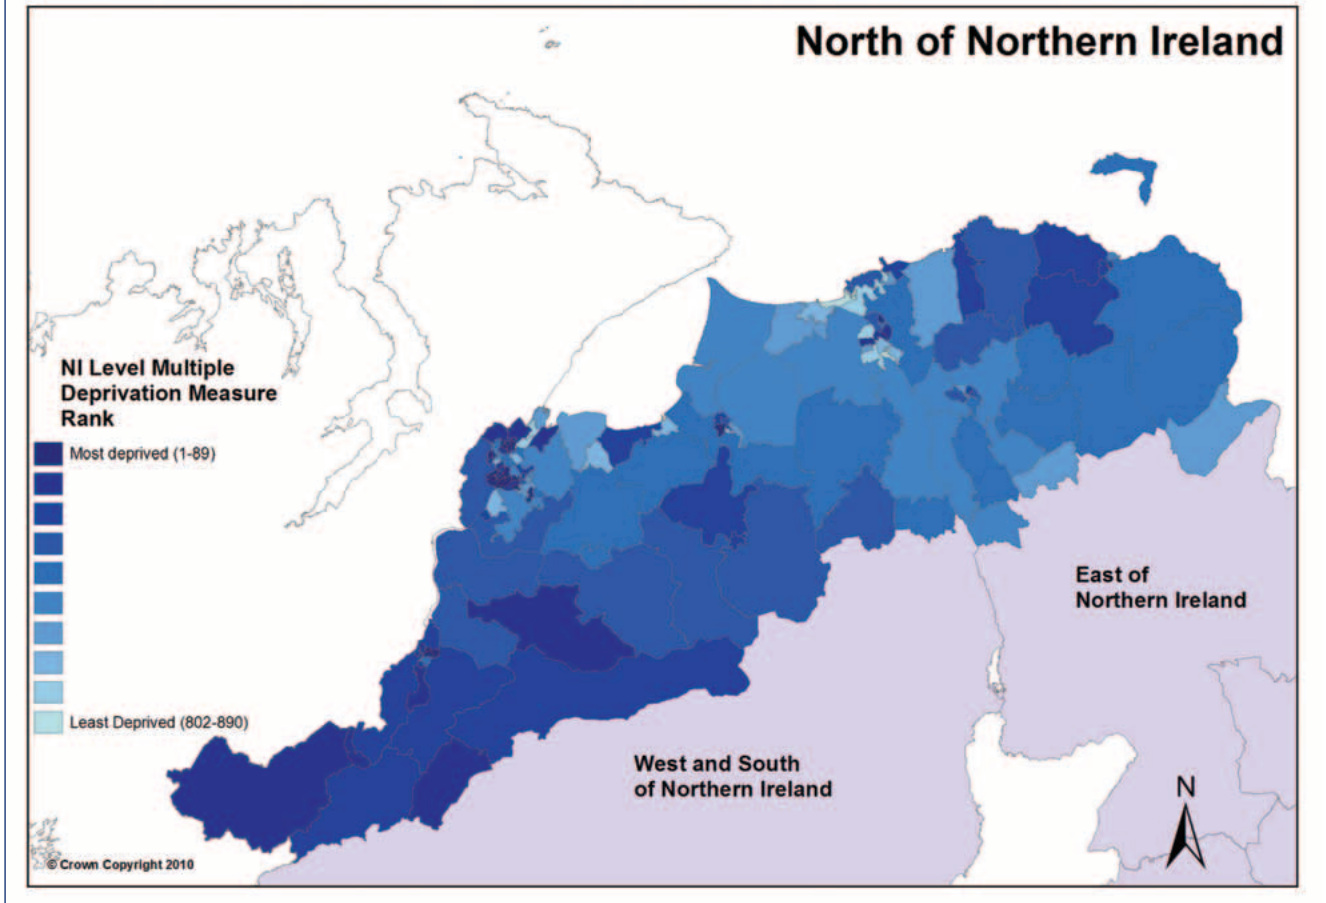 North of Northern Ireland
NI Level Multiple
Deprivation Measure
Rank
Most deprived (1-89)
Least Deprived (802-890)
East of
Northern Ireland
West and South
of Northern Ireland
N
© Crown Copyright 2010